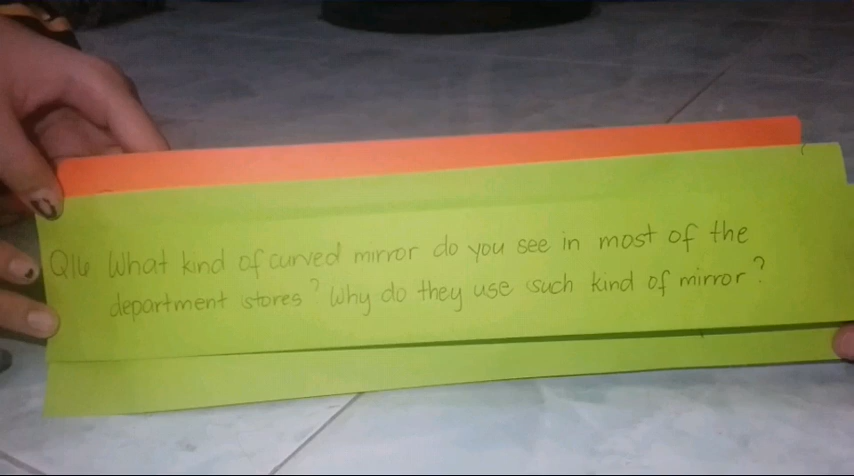 Q16 What kind of curved mirror do you see in most of the
department stores? Why do they use such kind of mirror?